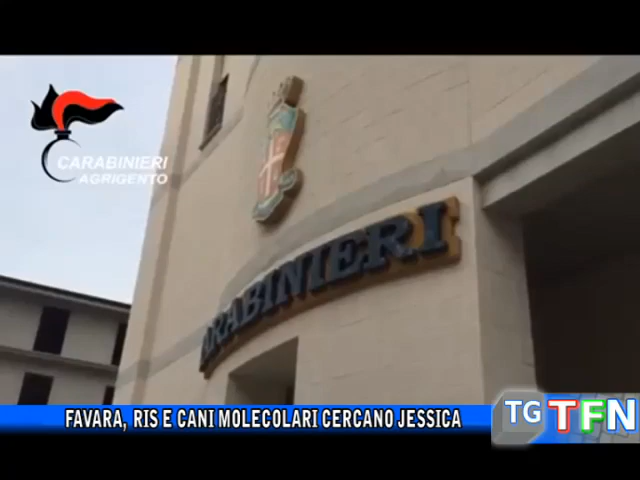 CARABINIERI
AGRIGENTO
CARABINIERI
FAVARA, RIS E CANI MOLECOLARI CERCANO JESSICA
TG TFN